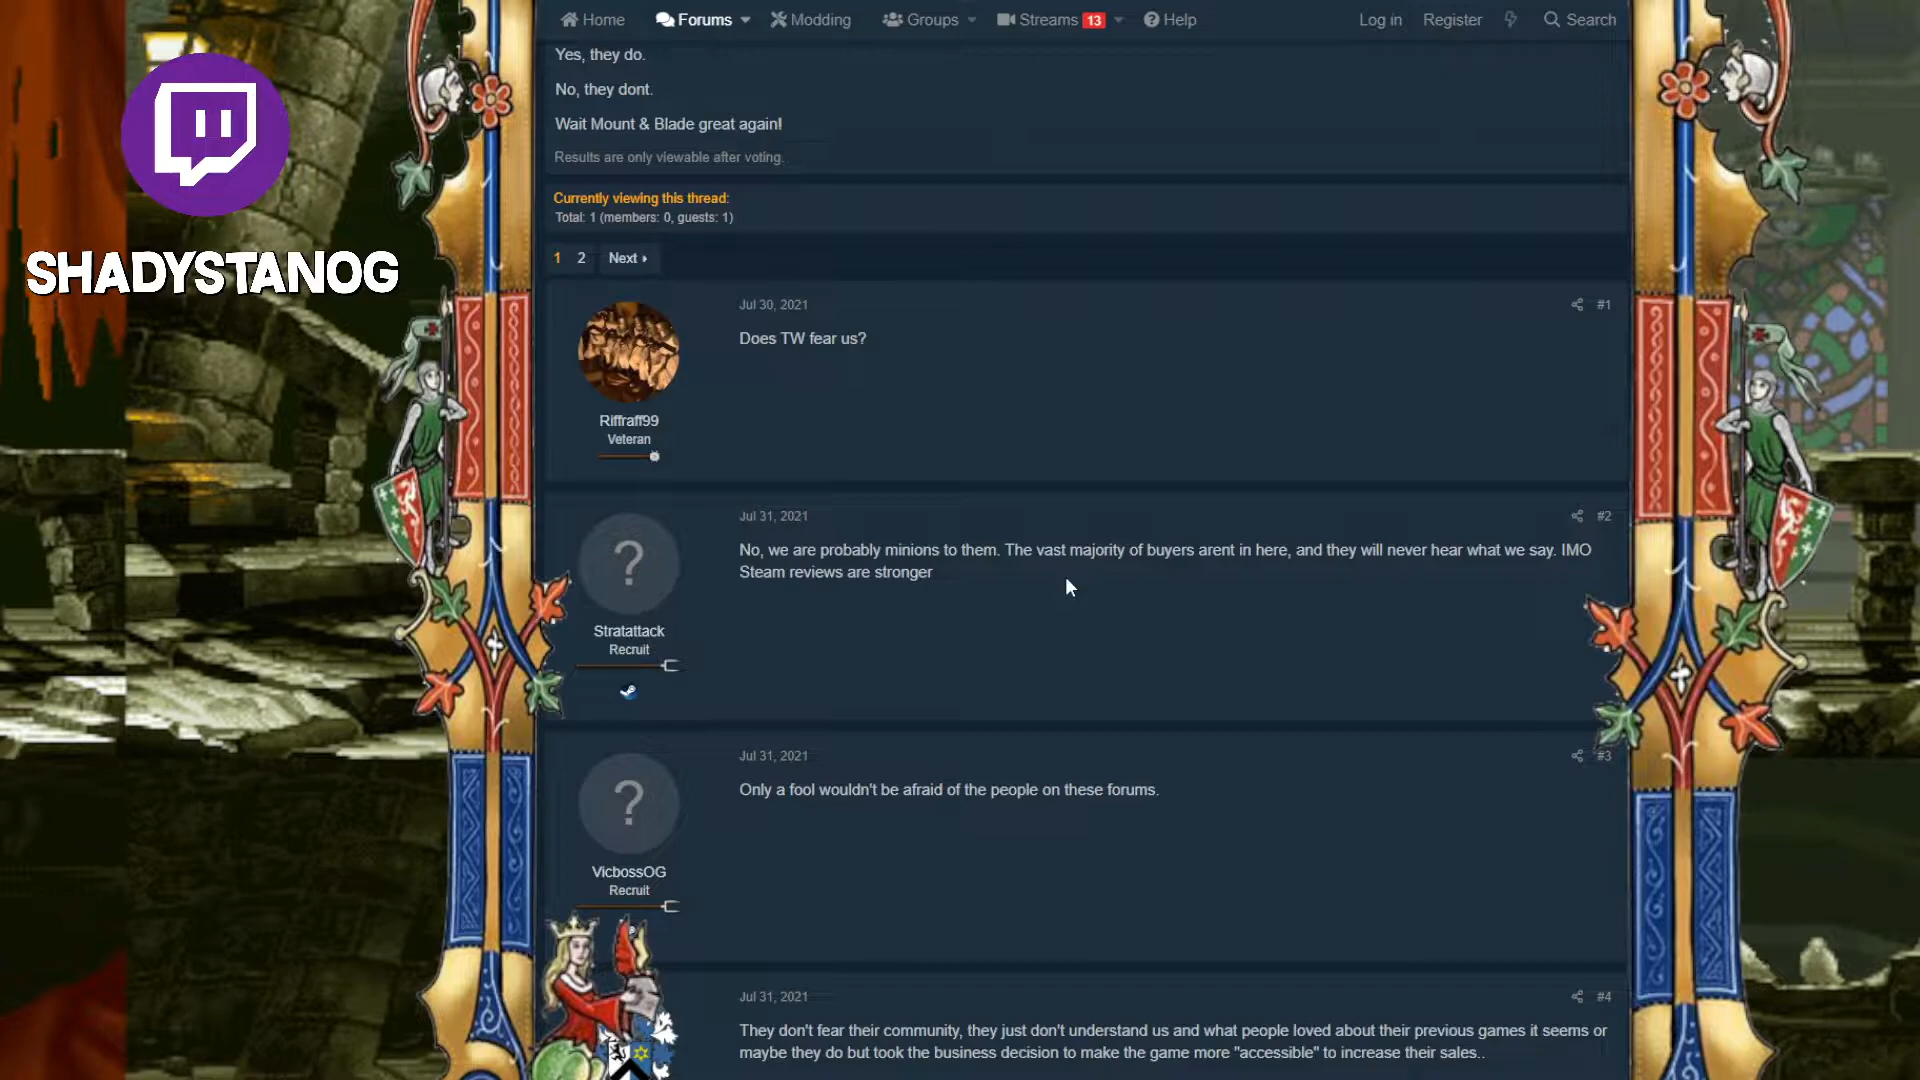 Home Forums Modding Groups Streams 13 Help Log in Register Search
Yes, they do.
No, they dont.
Wait Mount & Blade great again!
Results are only viewable after voting.
SHADYSTANOG
Currently viewing this thread:
Total: 1 (members: 0, guests: 1)
1 2 Next
Jul 30, 2021 #1
Does TW fear us?
Riffraff99
Veteran
Jul 31, 2021 #2
No, we are probably minions to them. The vast majority of buyers arent in here, and they will never hear what we say. IMO
Steam reviews are stronger
?
Stratattack
Recruit
Jul 31, 2021 #3
Only a fool wouldn't be afraid of the people on these forums.
?
VicbossOG
Recruit
Jul 31, 2021 #4
They don't fear their community, they just don't understand us and what people loved about their previous games it seems or
maybe they do but took the business decision to make the game more "accessible" to increase their sales..